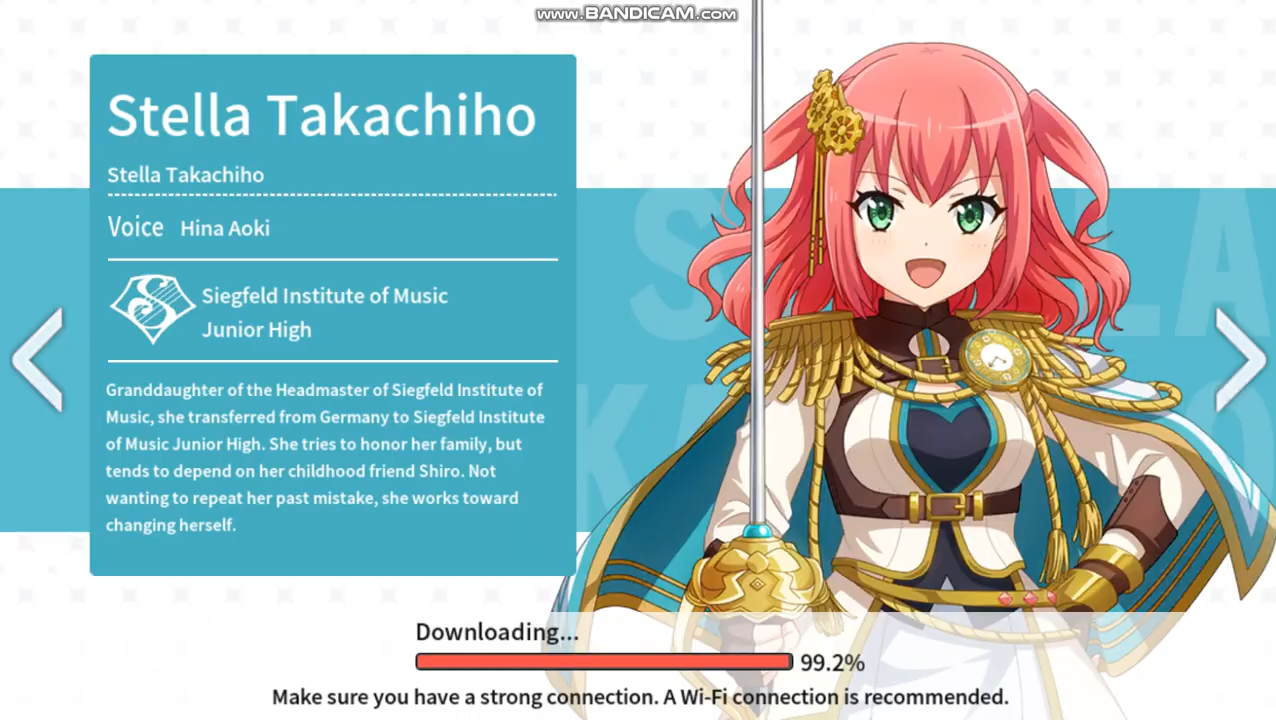 www.BANDICAM.com
Stella Takachiho
Stella Takachiho
Voice Hina Aoki
Siegfeld Institute of Music
Junior High
Granddaughter of the Headmaster of Siegfeld Institute of
Music, she transferred from Germany to Siegfeld Institute
of Music Junior High. She tries to honor her family, but
tends to depend on her childhood friend Shiro. Not
wanting to repeat her past mistake, she works toward
changing herself.
Downloading...
99.2%
Make sure you have a strong connection. A Wi-Fi connection is recommended.